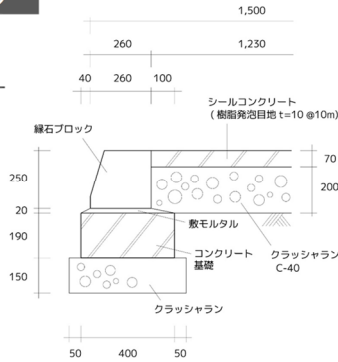 1,500
260
1,230
40
260
100
シールコンクリート
( 樹脂発泡目地 t=10 @10m)
縁石ブロック
70
250
200
20
敷モルタル
190
コンクリート
基礎
クラッシャラン
C-40
150
クラッシャラン
50
400
50